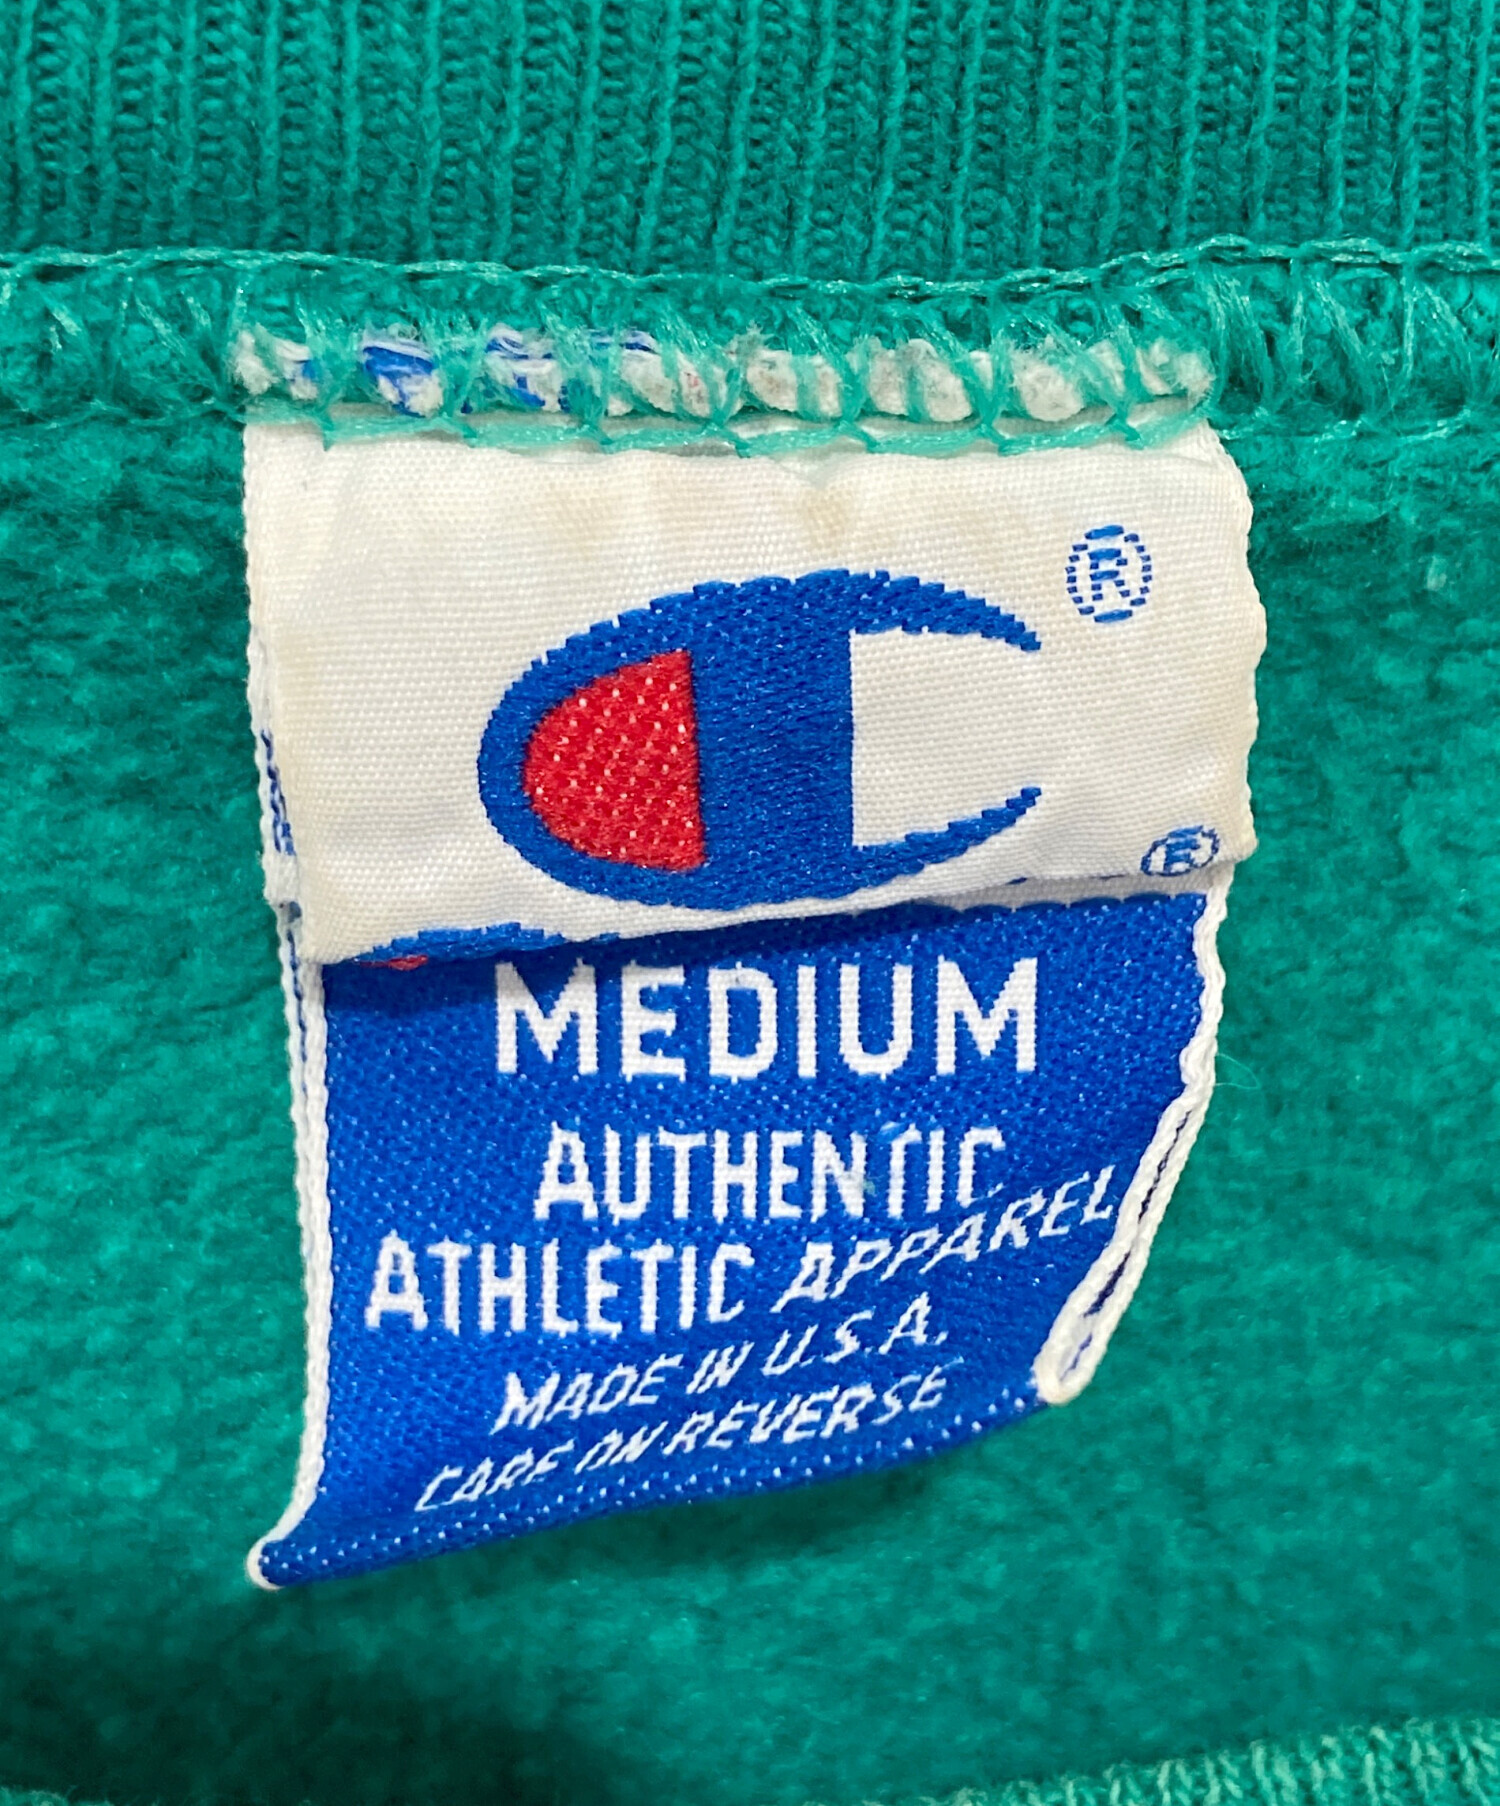 ®
®
MEDIUM
AUTHENTIC
ATHLETIC APPAREL
MADE IN U.S.A.
CARE ON REVERSE